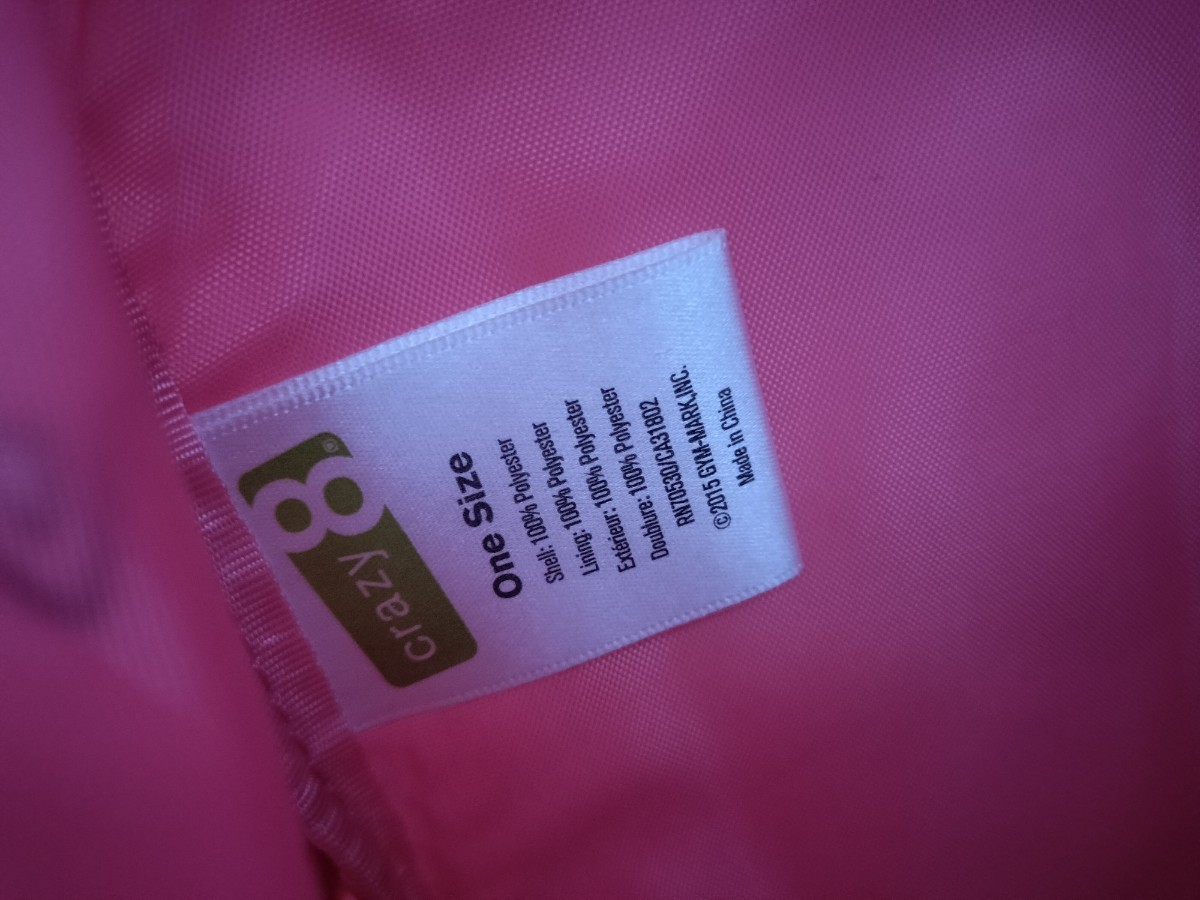 crazy 8®
One Size
Shell: 100% Polyester
Lining: 100% Polyester
Extérieur: 100% Polyester
Doublure: 100% Polyester
RN70530/CA31802
©2015 GYM-MARK,INC.
Made in China